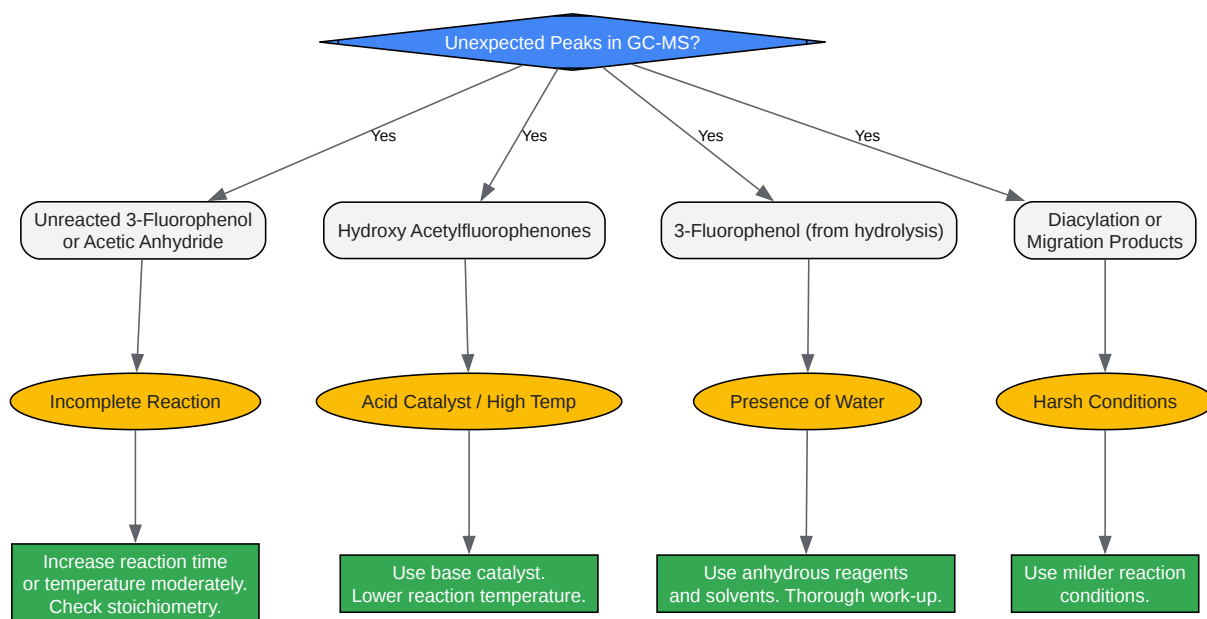 Unexpected Peaks in GC-MS?
Yes
Yes
Yes
Yes
Unreacted 3-Fluorophenol
or Acetic Anhydride
Hydroxy Acetylfluorophenones
3-Fluorophenol (from hydrolysis)
Diacylation or
Migration Products
Incomplete Reaction
Acid Catalyst / High Temp
Presence of Water
Harsh Conditions
Increase reaction time
or temperature moderately.
Check stoichiometry.
Use base catalyst.
Lower reaction temperature.
Use anhydrous reagents
and solvents. Thorough work-up.
Use milder reaction
conditions.